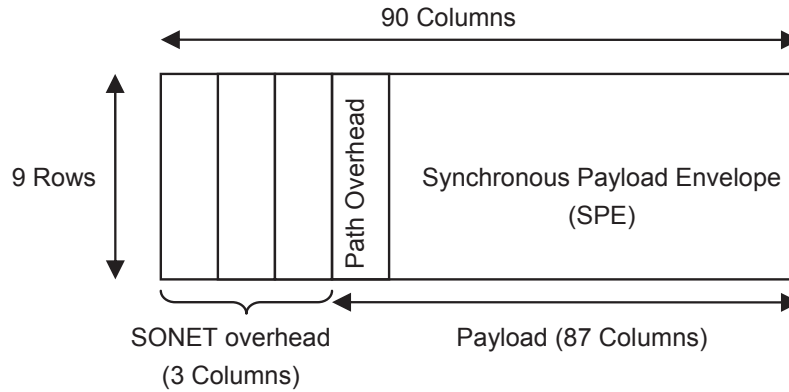 90 Columns
9 Rows
Path Overhead
Synchronous Payload Envelope
(SPE)
SONET overhead
(3 Columns)
Payload (87 Columns)